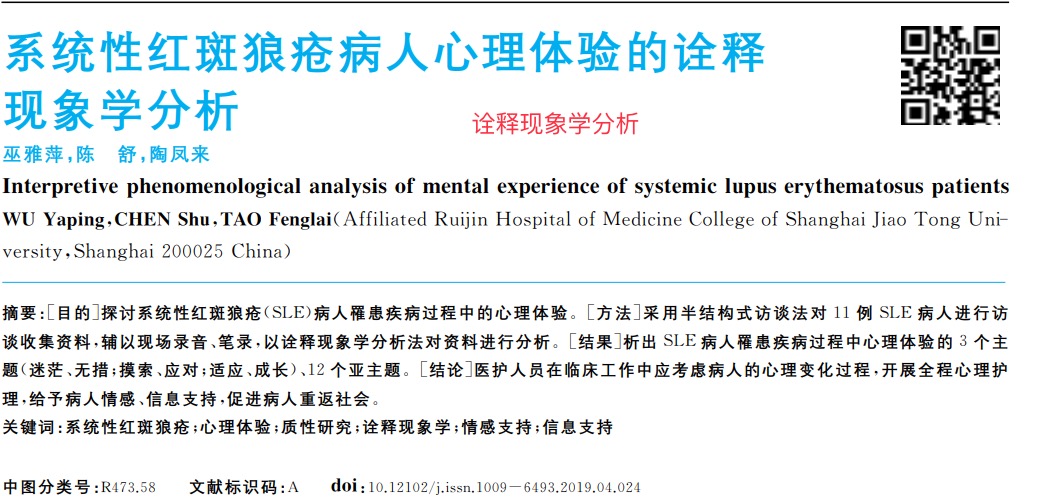 系统性红斑狼疮病人心理体验的诠释
现象学分析
诠释现象学分析
巫雅萍,陈　舒,陶凤来
Interpretive phenomenological analysis of mental experience of systemic lupus erythematosus patients
WU Yaping,CHEN Shu,TAO Fenglai(Affiliated Ruijin Hospital of Medicine College of Shanghai Jiao Tong Uni-
versity,Shanghai 200025 China)
摘要:[目的]探讨系统性红斑狼疮(SLE)病人罹患疾病过程中的心理体验。[方法]采用半结构式访谈法对 11 例 SLE 病人进行访
谈收集资料,辅以现场录音、笔录,以诠释现象学分析法对资料进行分析。[结果]析出 SLE 病人罹患疾病过程中心理体验的 3 个主
题(迷茫、无措;摸索、应对;适应、成长)、12 个亚主题。[结论]医护人员在临床工作中应考虑病人的心理变化过程,开展全程心理护
理,给予病人情感、信息支持,促进病人重返社会。
关键词:系统性红斑狼疮;心理体验;质性研究;诠释现象学;情感支持;信息支持
中图分类号:R473.58　文献标识码:A　doi:10.12102/j.issn.1009－6493.2019.04.024